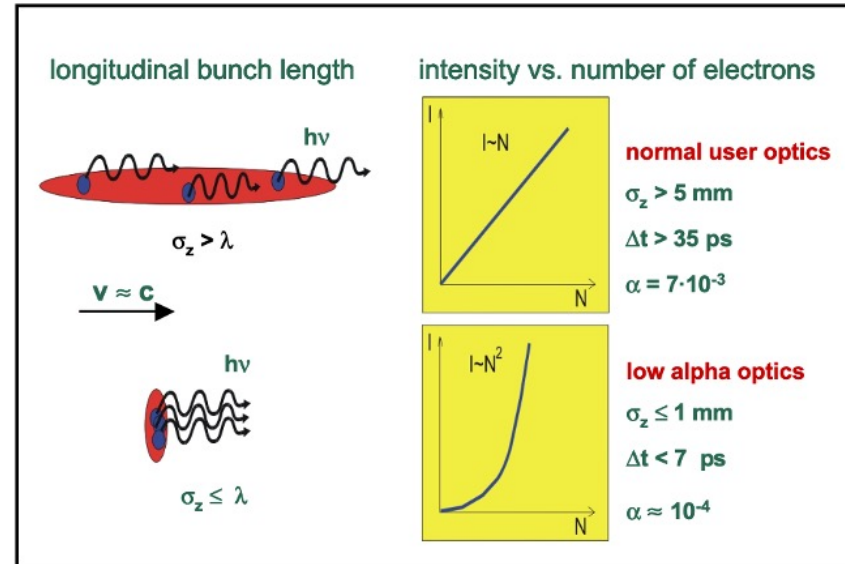 longitudinal bunch length
hν
σz > λ
v ≈ c
hν
σz ≤ λ
intensity vs. number of electrons
I
I~N
N
normal user optics
σz > 5 mm
Δt > 35 ps
α = 7·10⁻³
I
I~N²
N
low alpha optics
σz ≤ 1 mm
Δt < 7 ps
α ≈ 10⁻⁴